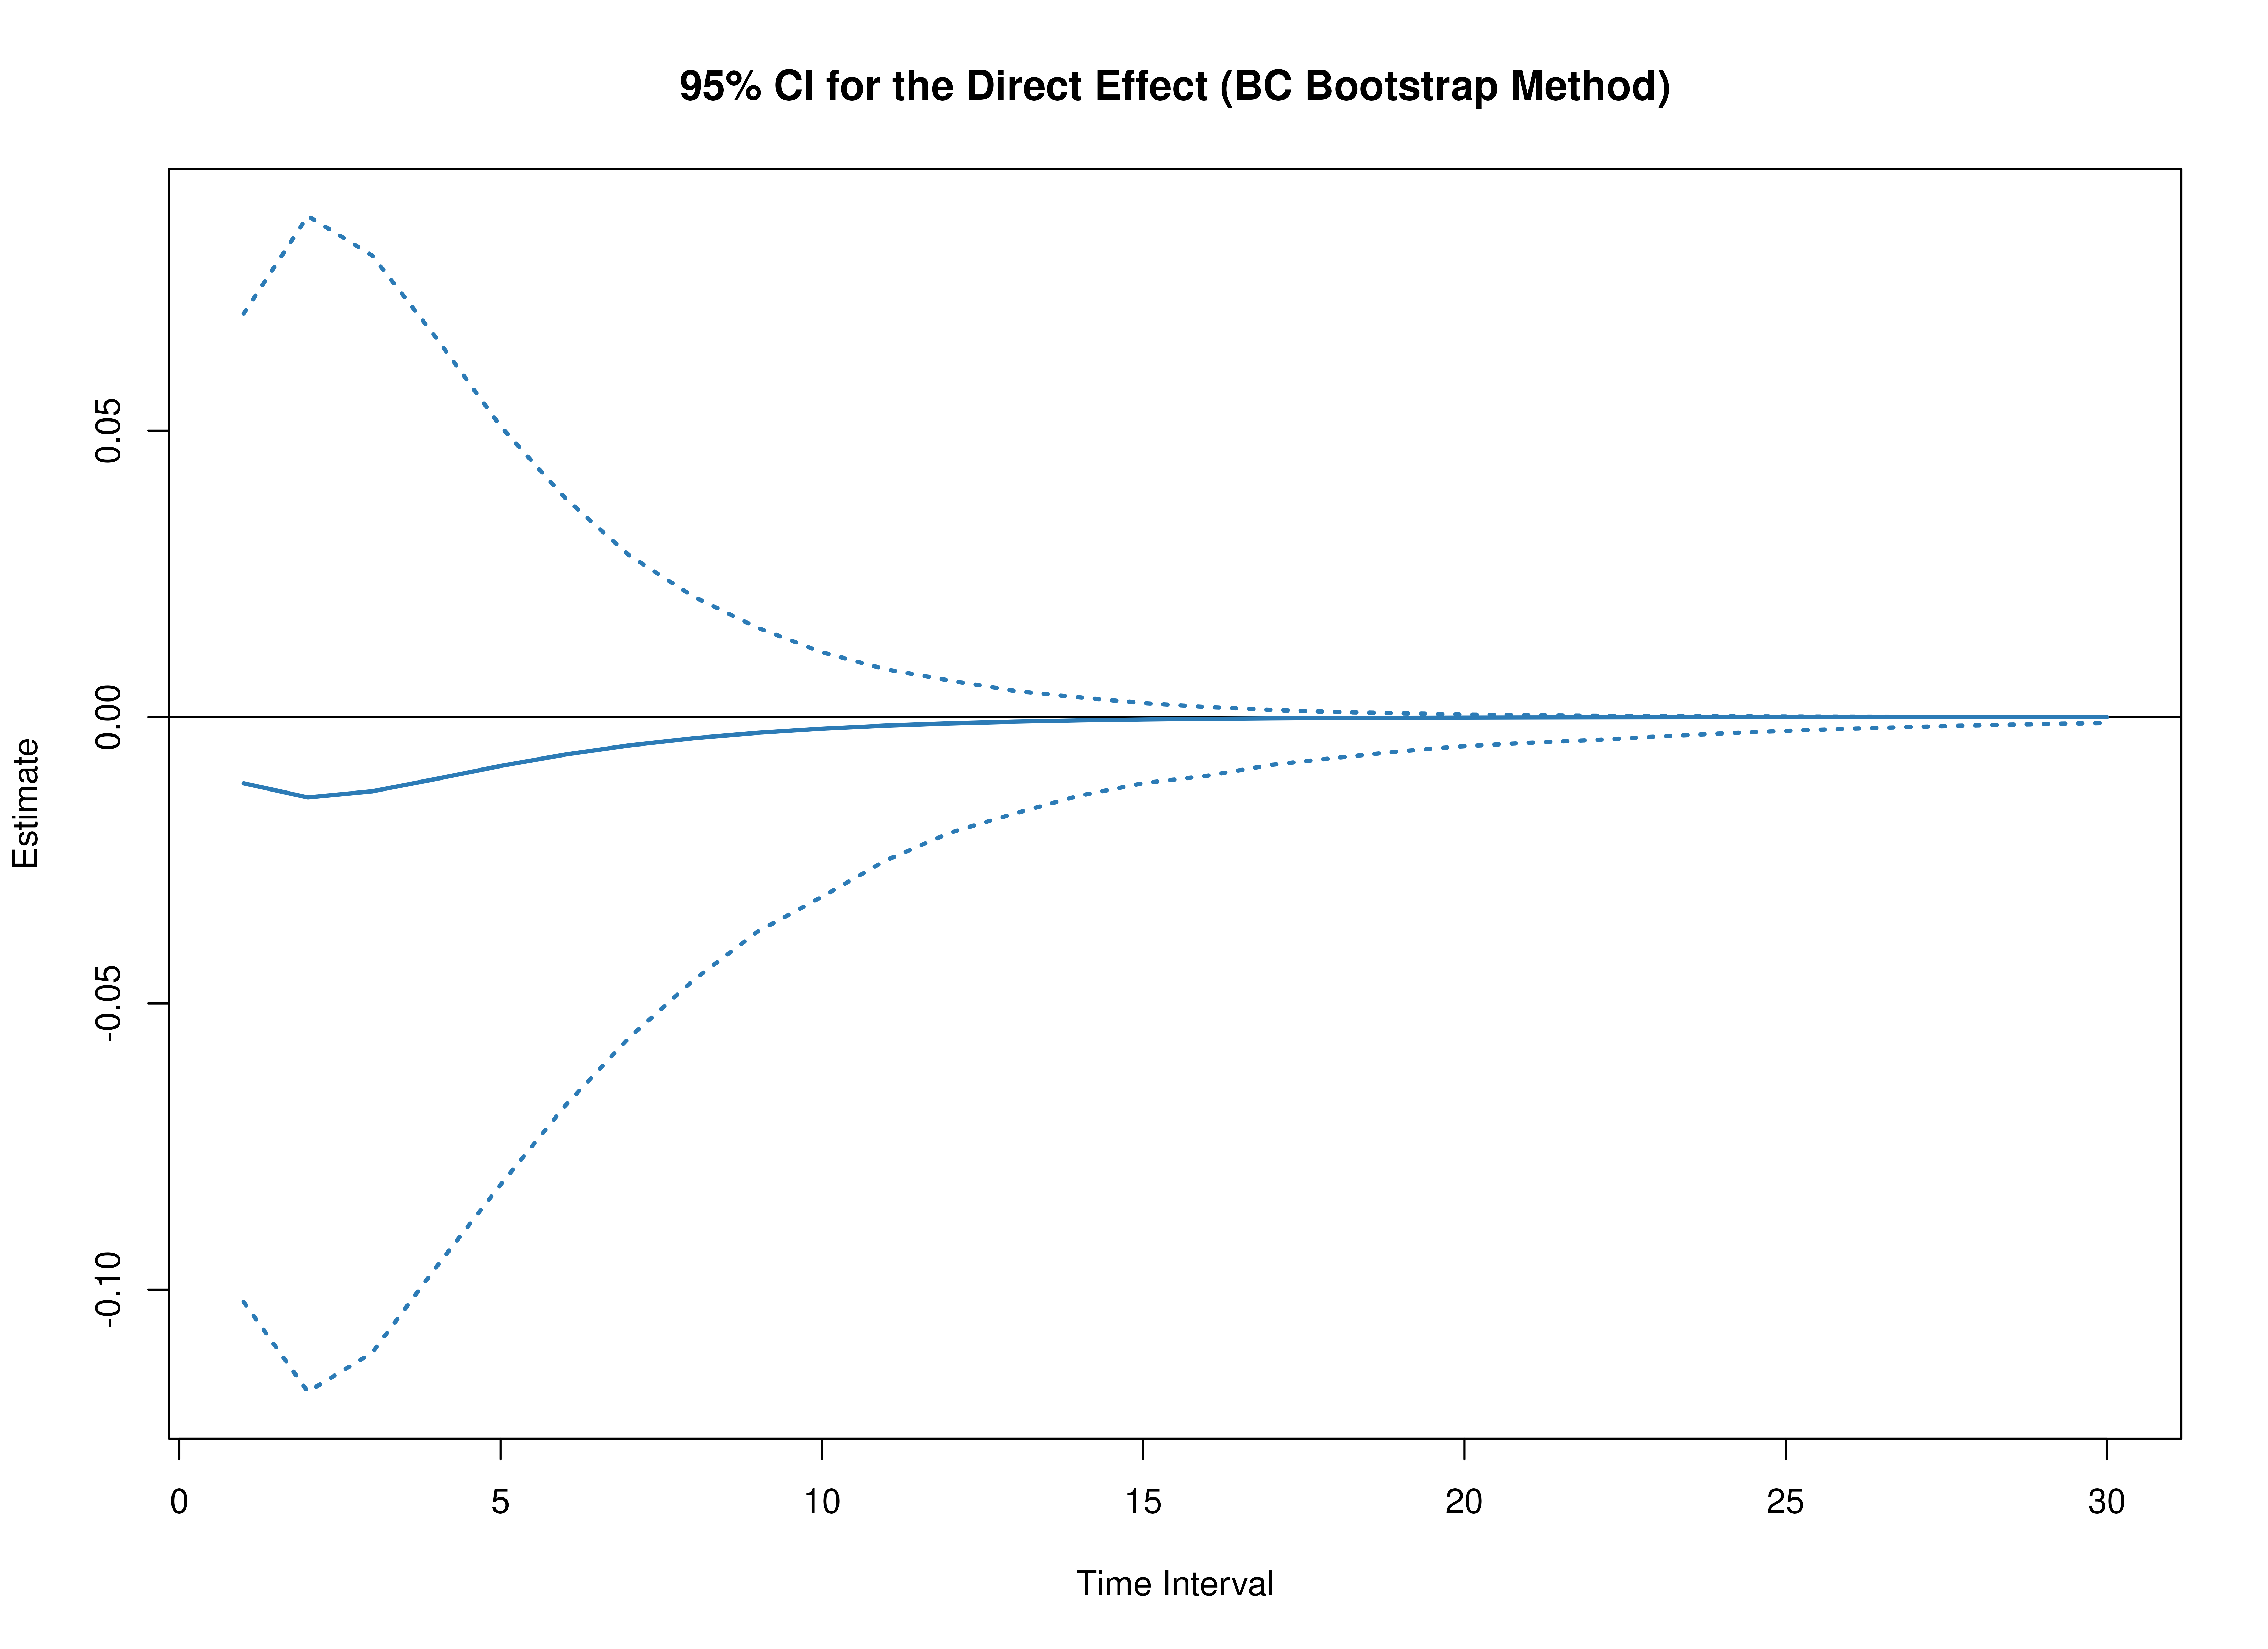 95% CI for the Direct Effect (BC Bootstrap Method)
Estimate
0.05
0.00
-0.05
-0.10
0 5 10 15 20 25 30
Time Interval